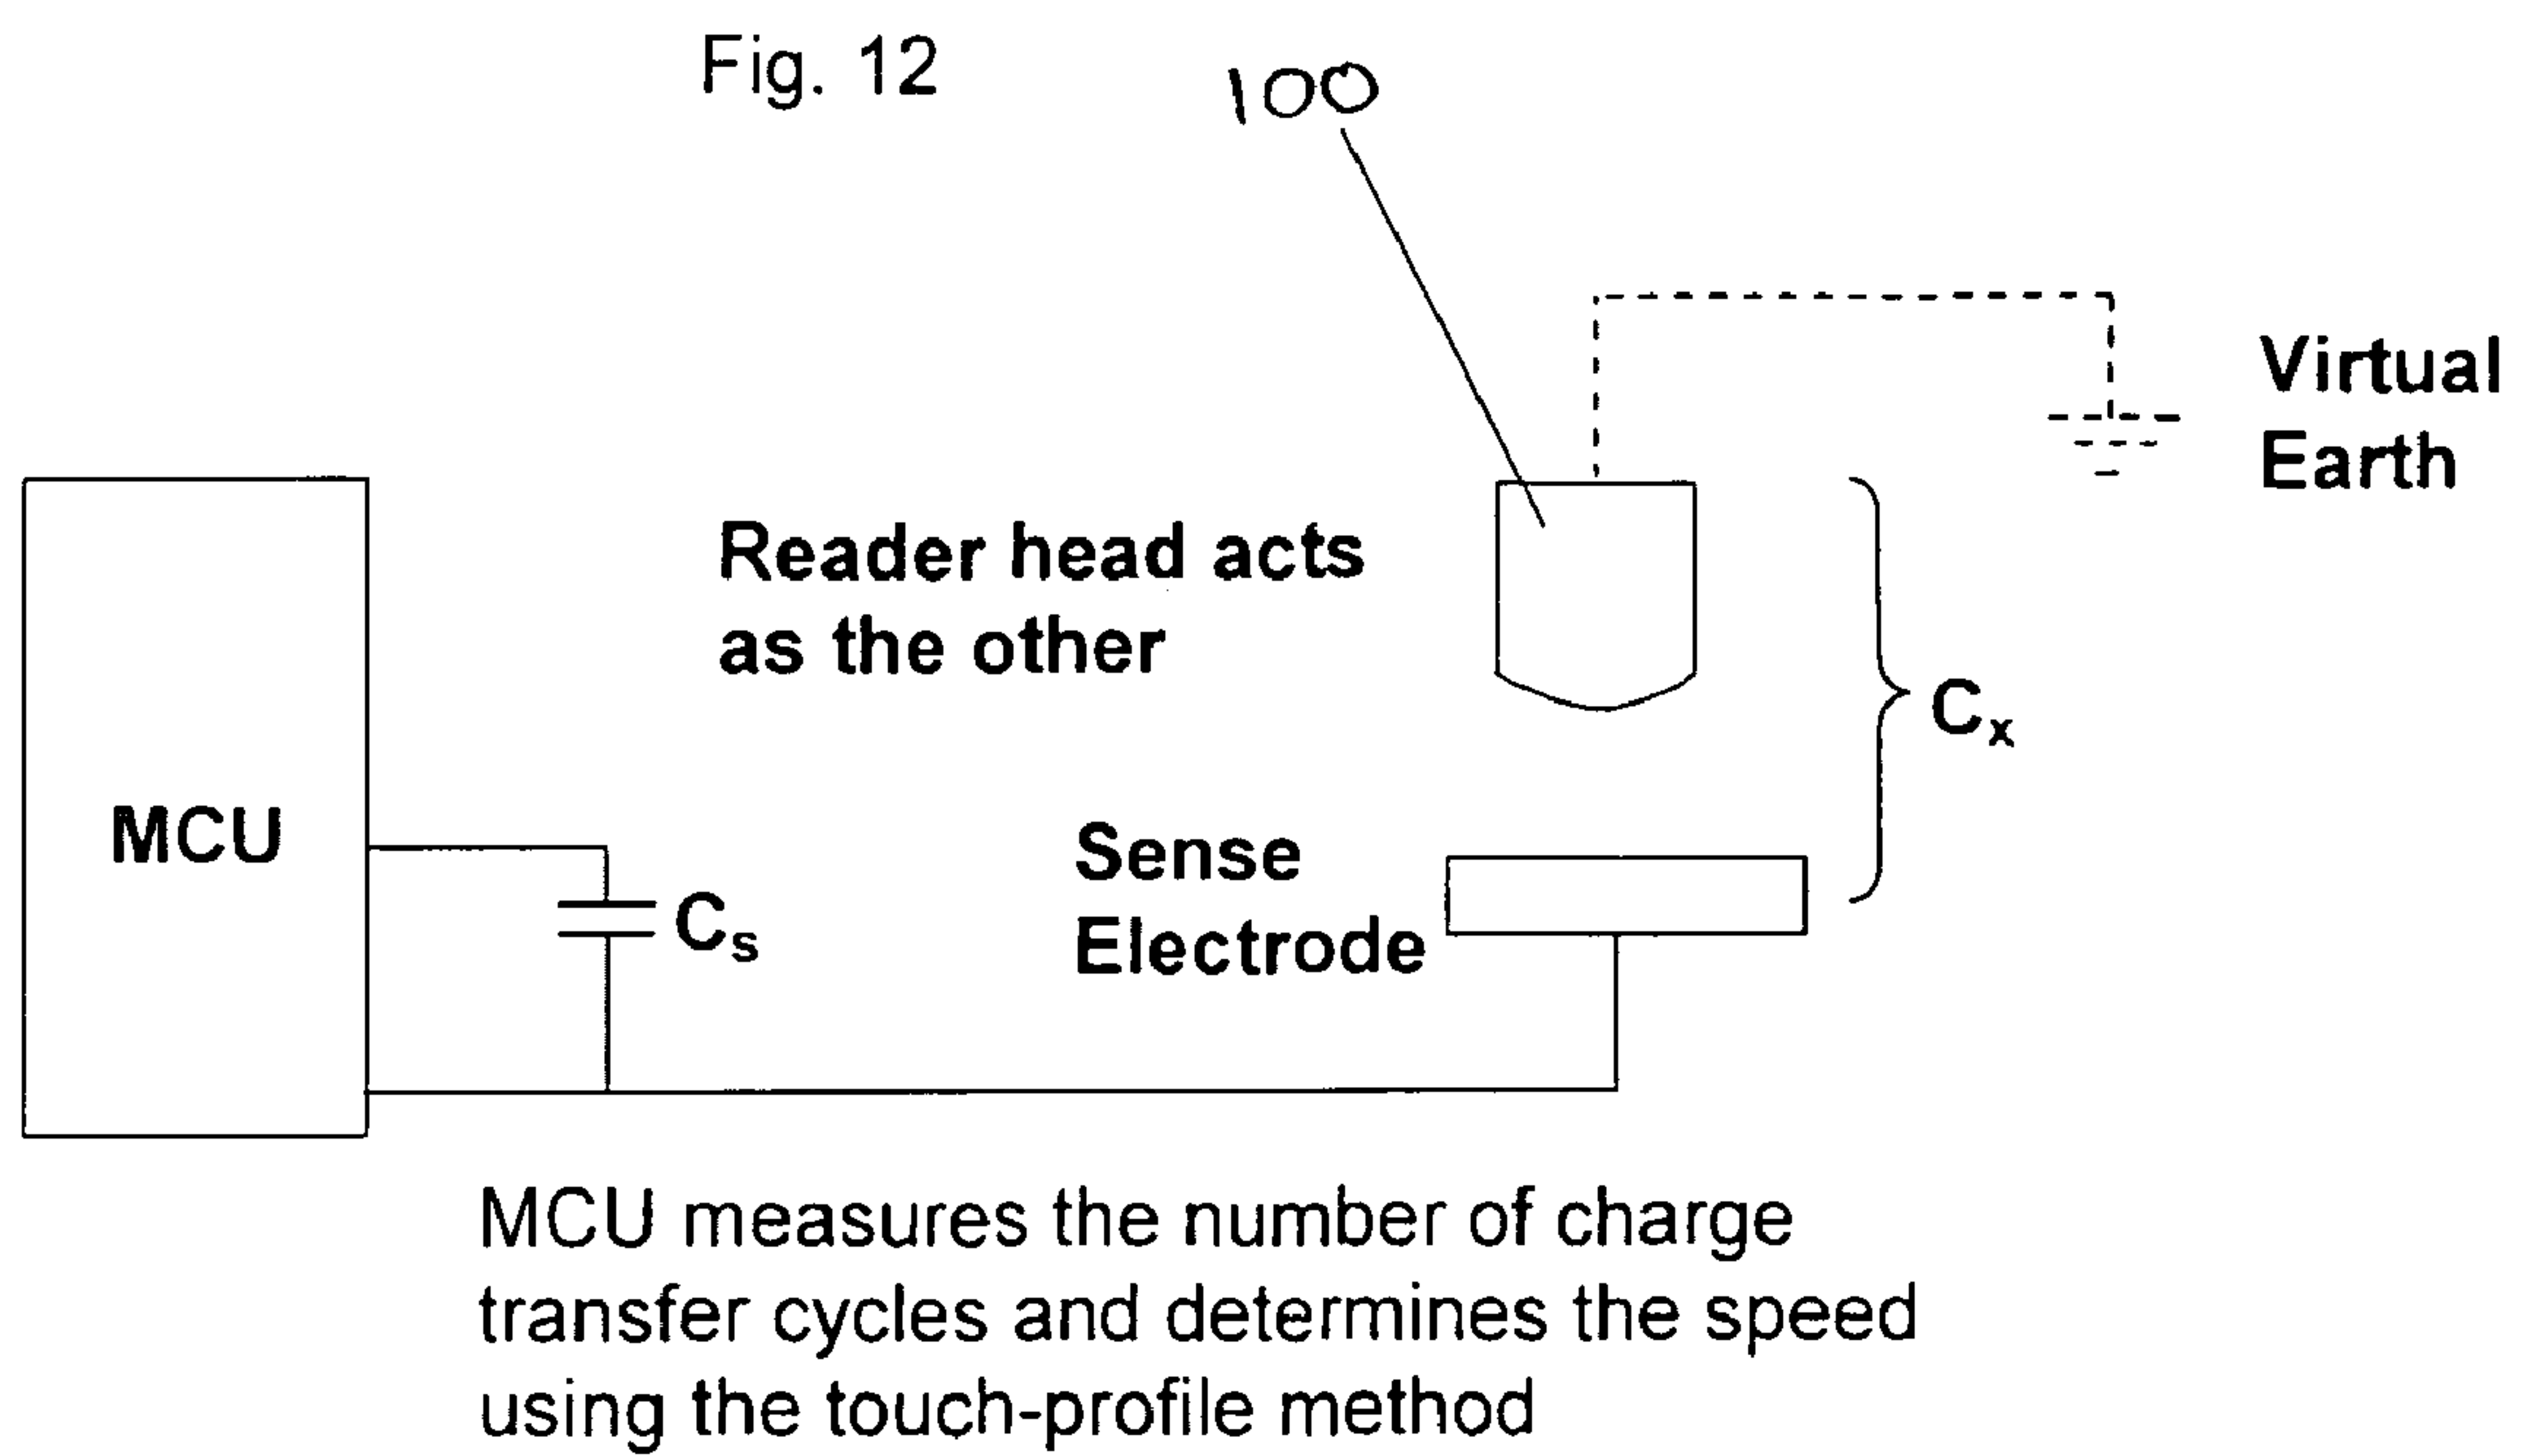 Fig. 12
100
Virtual
Earth
Reader head acts
as the other
Cₓ
MCU
Cₛ
Sense
Electrode
MCU measures the number of charge
transfer cycles and determines the speed
using the touch-profile method